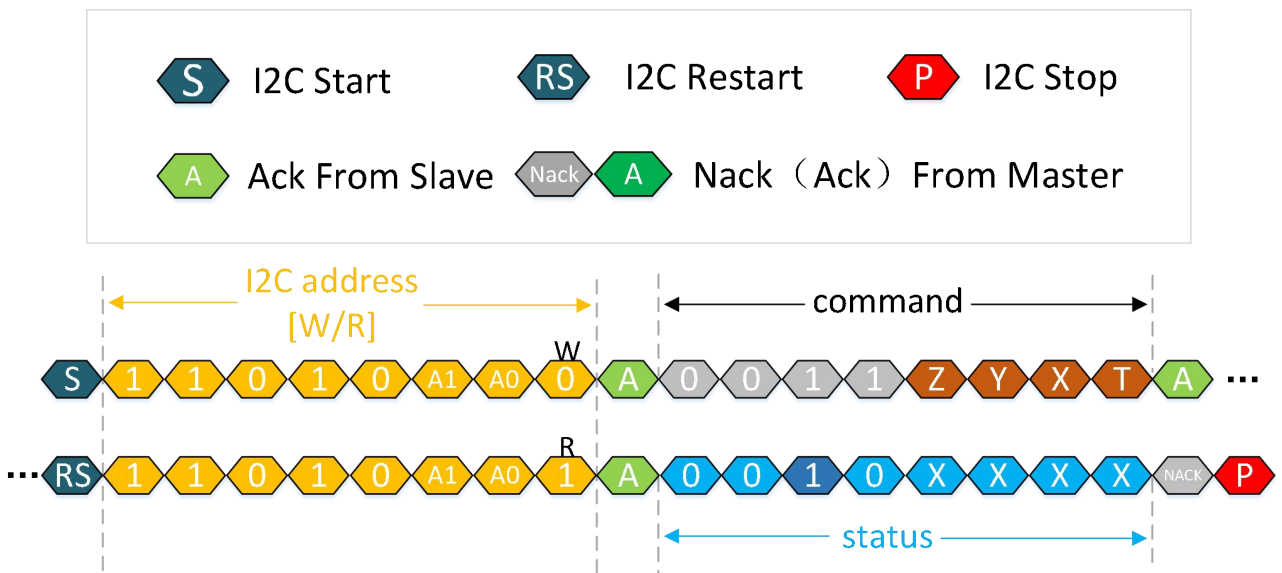 S I2C Start RS I2C Restart P I2C Stop
A Ack From Slave Nack A Nack（Ack）From Master
I2C address
[W/R]
command
W
S 1 1 0 1 0 A1 A0 0 A 0 0 1 1 Z Y X T A ...
R
... RS 1 1 0 1 0 A1 A0 1 A 0 0 1 0 X X X X NACK P
status